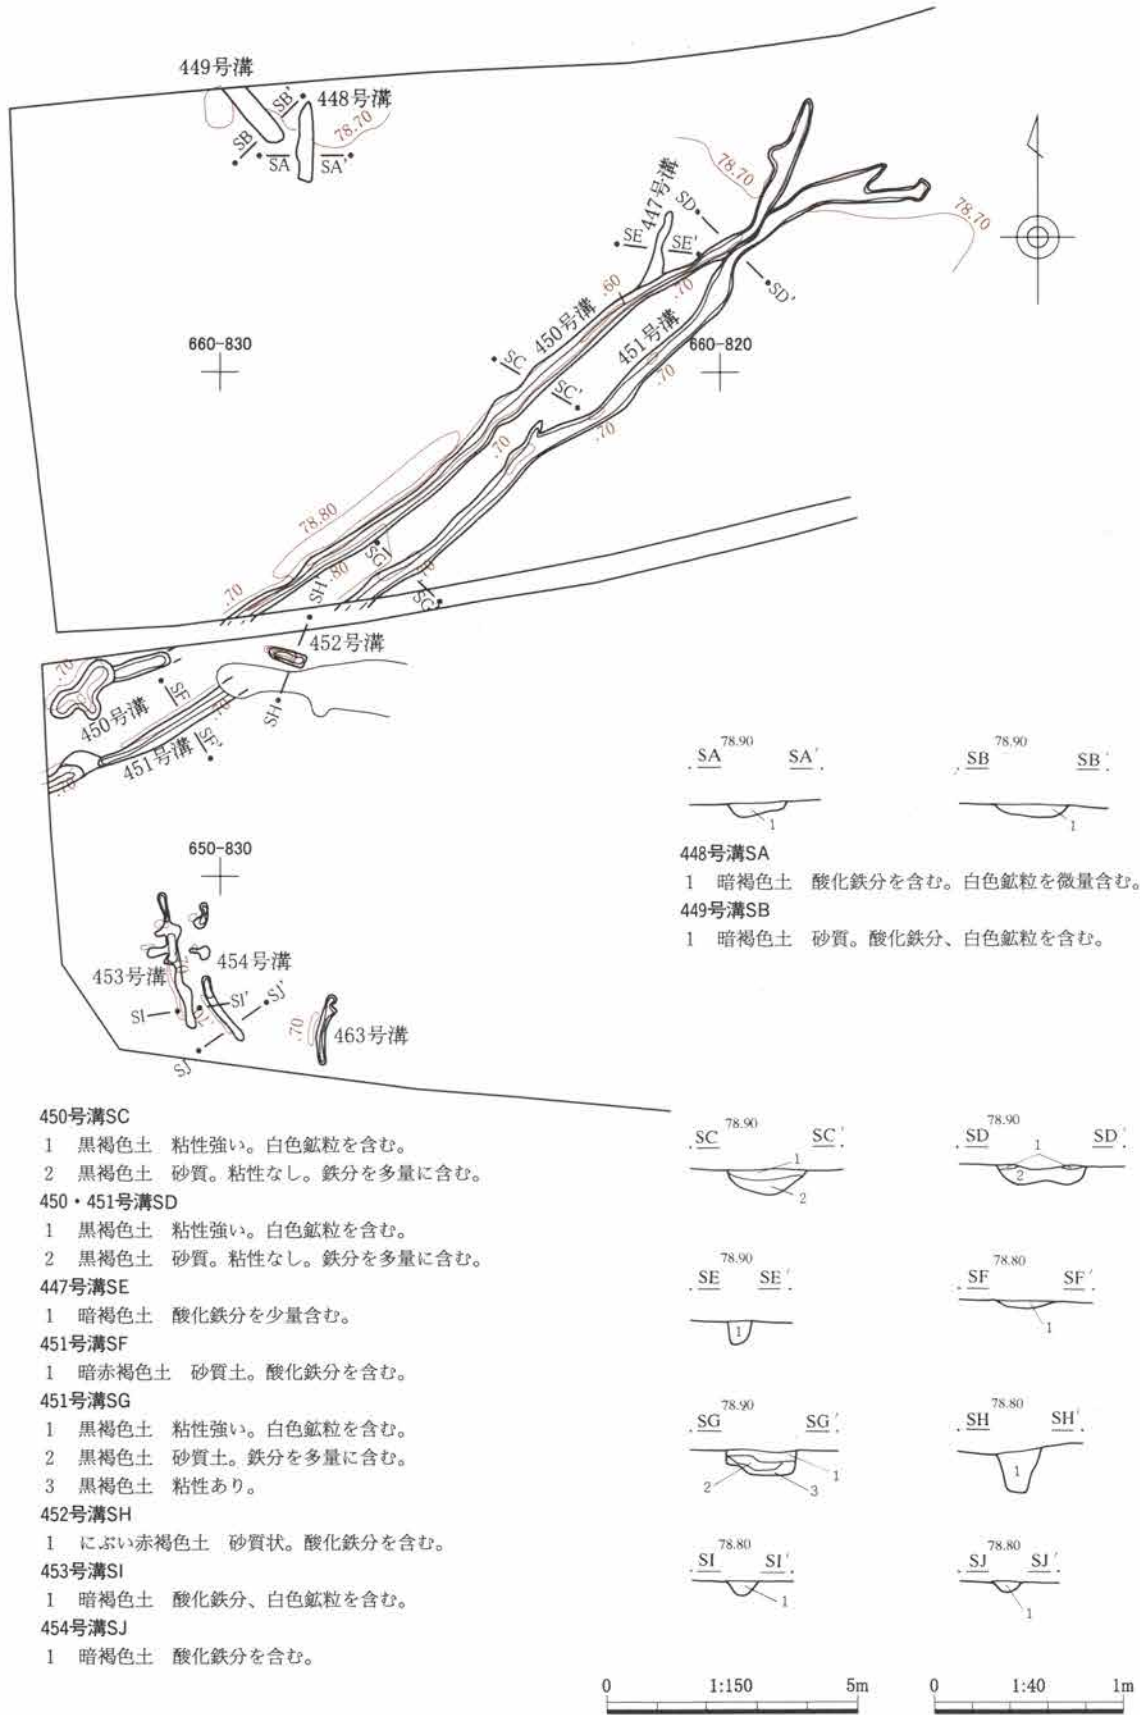 449号溝
SB'
448号溝
78.70
SB
SA
SA'
447号溝
78.70
SD
SE
SE'
78.70
SD'
.60
.70
450号溝
451号溝
660-830
660-820
SC
SC'
.70
.70
.70
78.80
SG
.80
.70
SH'
SG'
452号溝
.70
SF
450号溝
SH
451号溝
SF'
.70
650-830
453号溝
454号溝
.70
SI
SI'
SJ'
.70
463号溝
SJ
SA 78.90 SA'
1
SB 78.90 SB'
1
448号溝SA
1 暗褐色土 酸化鉄分を含む。白色鉱粒を微量含む。
449号溝SB
1 暗褐色土 砂質。酸化鉄分、白色鉱粒を含む。
450号溝SC
1 黒褐色土 粘性強い。白色鉱粒を含む。
2 黒褐色土 砂質。粘性なし。鉄分を多量に含む。
450・451号溝SD
1 黒褐色土 粘性強い。白色鉱粒を含む。
2 黒褐色土 砂質。粘性なし。鉄分を多量に含む。
447号溝SE
1 暗褐色土 酸化鉄分を少量含む。
451号溝SF
1 暗赤褐色土 砂質土。酸化鉄分を含む。
451号溝SG
1 黒褐色土 粘性強い。白色鉱粒を含む。
2 黒褐色土 砂質土。鉄分を多量に含む。
3 黒褐色土 粘性あり。
452号溝SH
1 にぶい赤褐色土 砂質状。酸化鉄分を含む。
453号溝SI
1 暗褐色土 酸化鉄分、白色鉱粒を含む。
454号溝SJ
1 暗褐色土 酸化鉄分を含む。
SC 78.90 SC'
1
2
SD 78.90 SD'
1
2
SE 78.90 SE'
1
SF 78.80 SF'
1
SG 78.90 SG'
1
2
3
SH 78.80 SH'
1
SI 78.80 SI'
1
SJ 78.80 SJ'
1
0 1:150 5m
0 1:40 1m